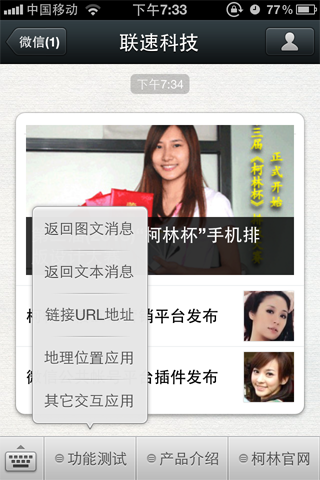 中国移动 下午7:33 77%
微信(1) 联速科技
下午7:34
三届《柯林杯》
正式开始
柯林杯”手机排
返回图文消息
返回文本消息
链接URL地址
地理位置应用
其它交互应用
销平台发布
台插件发布
功能测试 产品介绍 柯林官网